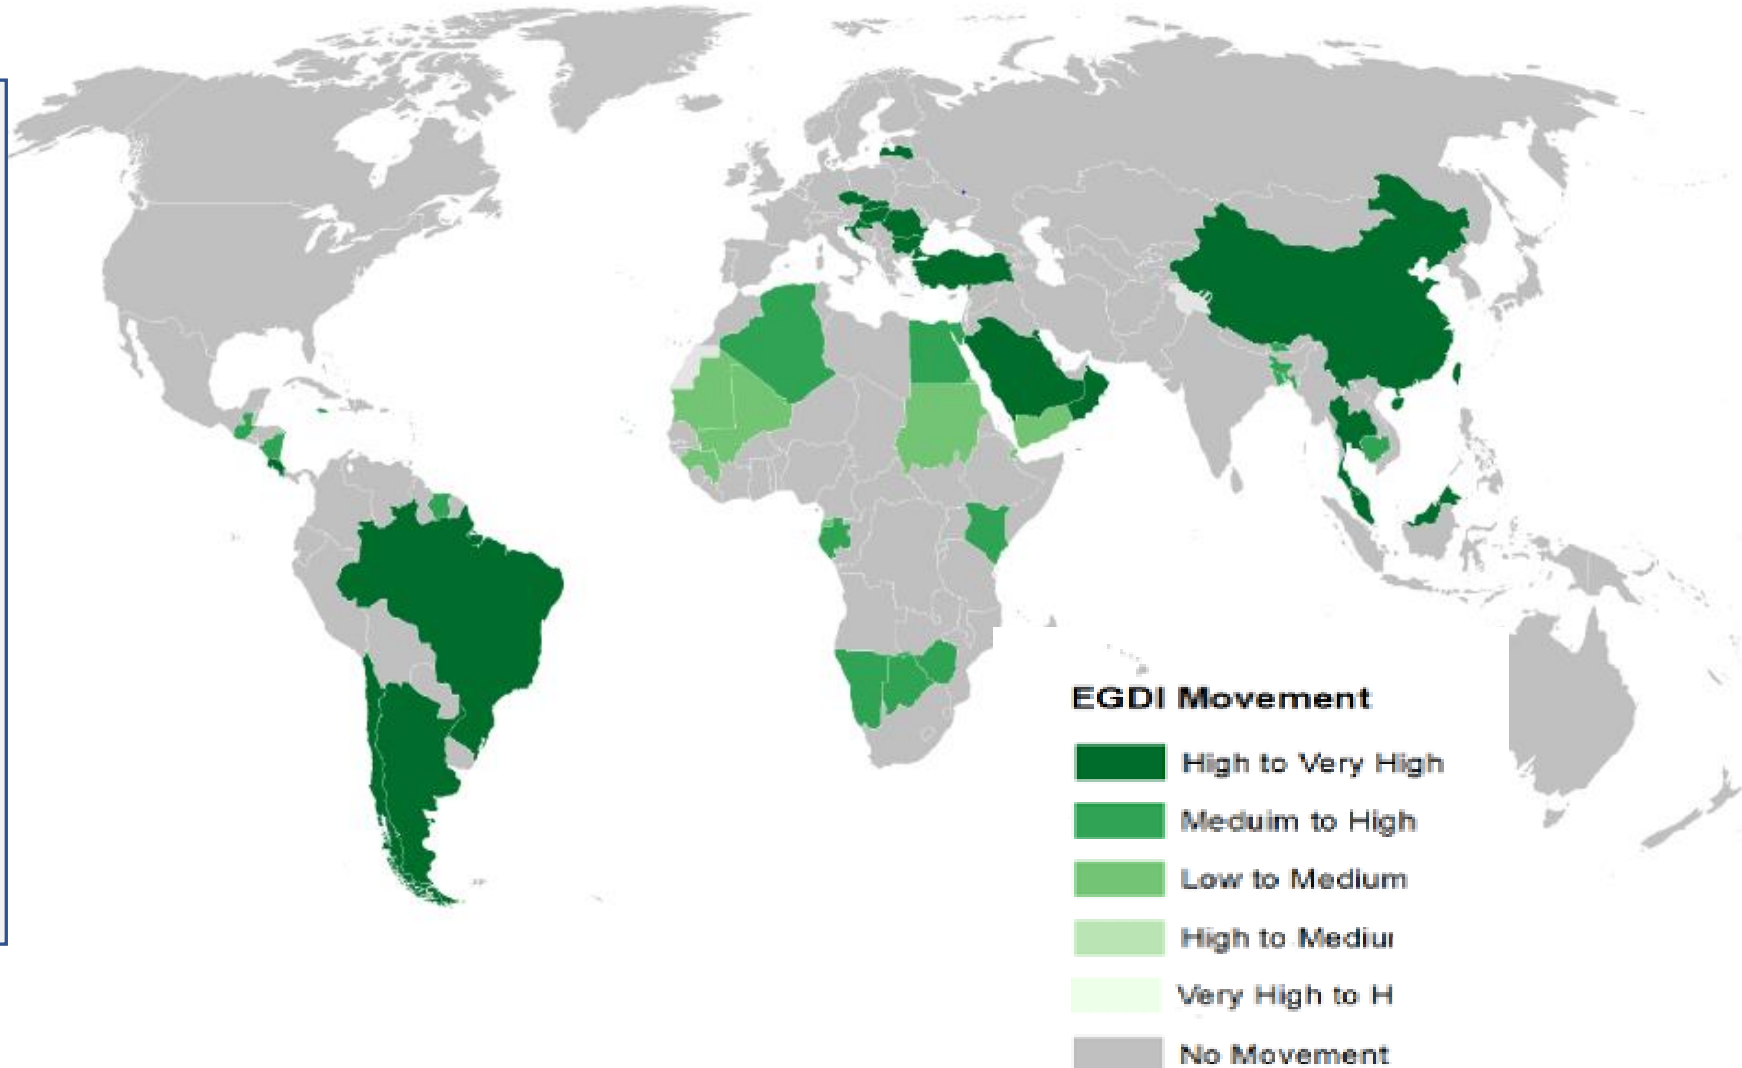 EGDI Movement
High to Very High
Meduim to High
Low to Medium
High to Mediur
Very High to H
No Movement